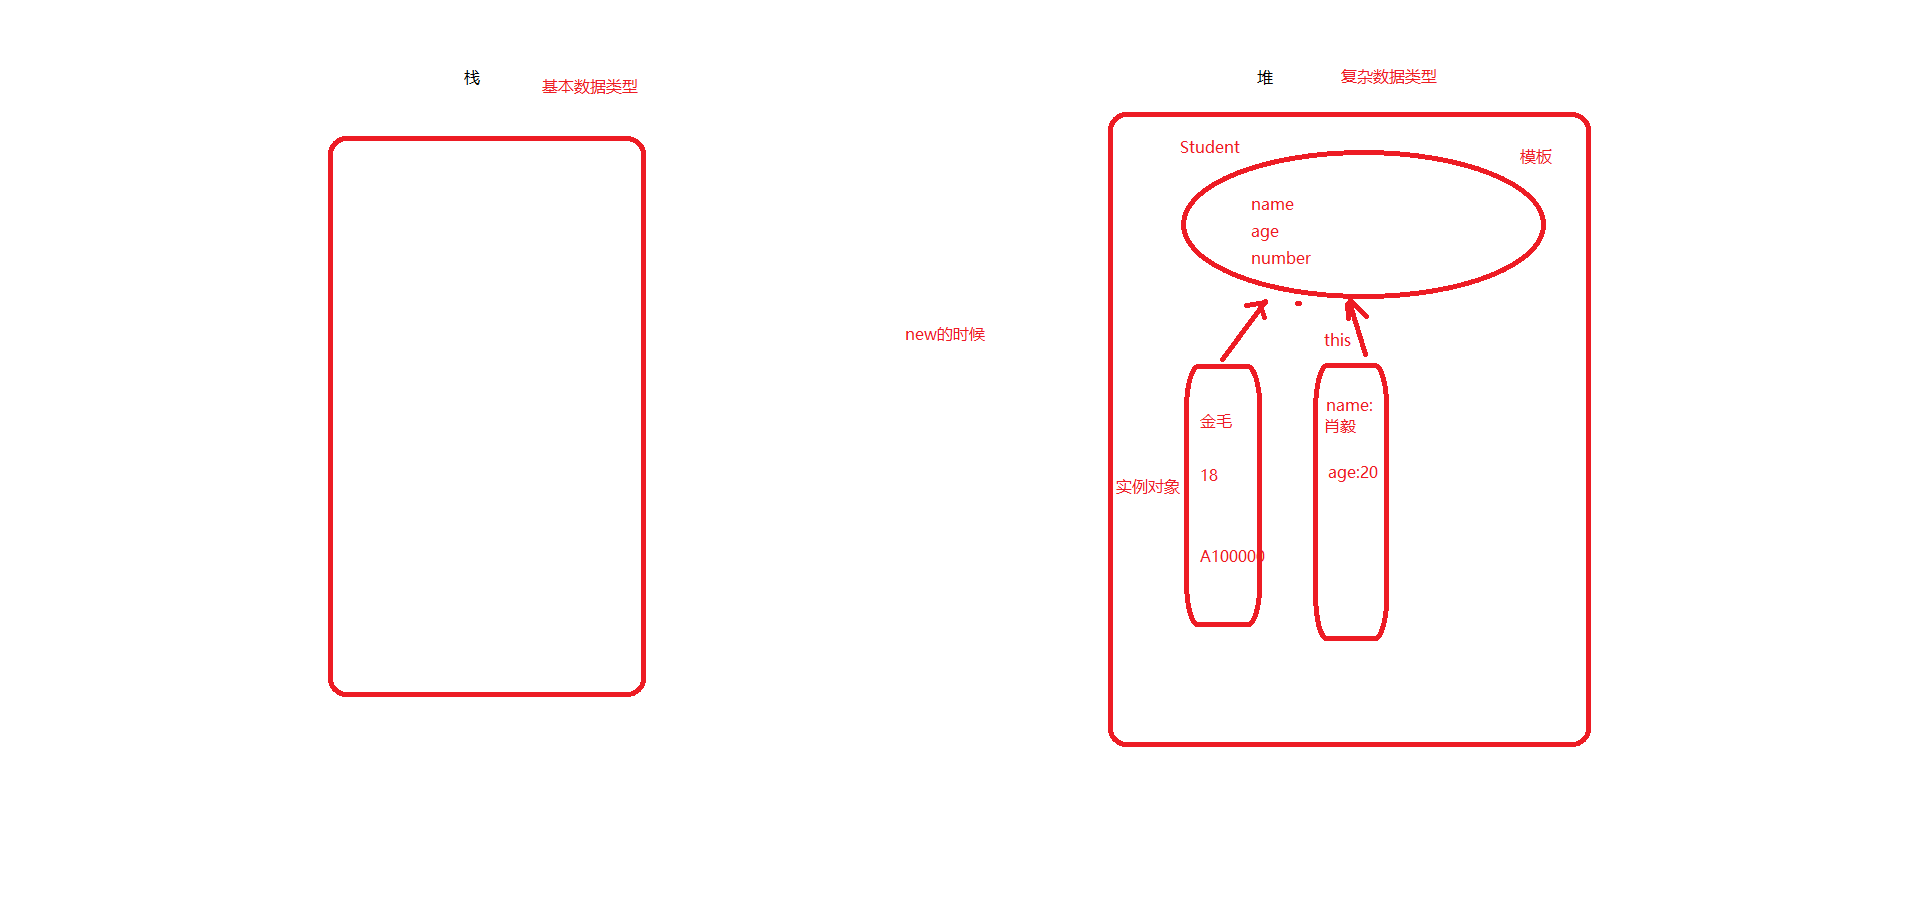 栈
基本数据类型
new的时候
堆
复杂数据类型
Student
模板
name
age
number
this
实例对象
金毛
18
A100000
name:
肖毅
age:20